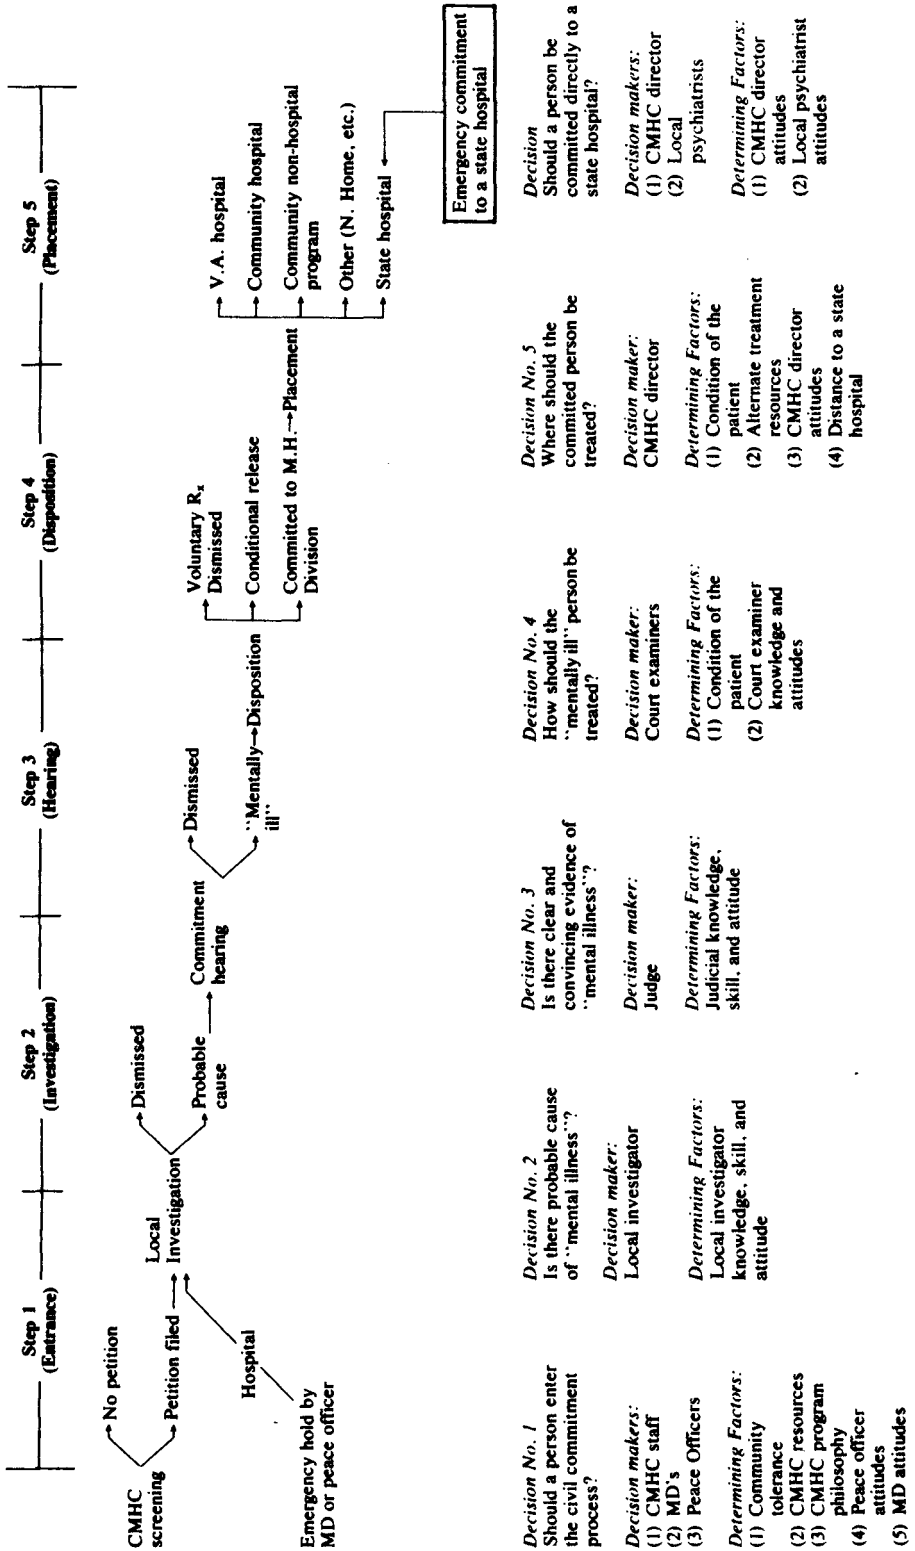 Step 1
(Entrance)
Step 2
(Investigation)
Step 3
(Hearing)
Step 4
(Disposition)
Step 5
(Placement)
CMHC
screening
No petition
Petition filed
Hospital
Emergency hold by
MD or peace officer
Local
Investigation
Dismissed
Probable
cause
Commitment
hearing
Dismissed
"Mentally
ill"
Disposition
Voluntary Rx
Dismissed
Conditional release
Committed to M.H.
Division
Placement
V.A. hospital
Community hospital
Community non-hospital
program
Other (N. Home, etc.)
State hospital
Emergency commitment
to a state hospital
Decision No. 1
Should a person enter
the civil commitment
process?
Decision makers:
(1) CMHC staff
(2) MD's
(3) Peace Officers
Determining Factors:
(1) Community
tolerance
(2) CMHC resources
(3) CMHC program
philosophy
(4) Peace officer
attitudes
(5) MD attitudes
Decision No. 2
Is there probable cause
of "mental illness"?
Decision maker:
Local investigator
Determining Factors:
Local investigator
knowledge, skill, and
attitude
Decision No. 3
Is there clear and
convincing evidence of
"mental illness"?
Decision maker:
Judge
Determining Factors:
Judicial knowledge,
skill, and attitude
Decision No. 4
How should the
"mentally ill" person be
treated?
Decision maker:
Court examiners
Determining Factors:
(1) Condition of the
patient
(2) Court examiner
knowledge and
attitudes
Decision No. 5
Where should the
committed person be
treated?
Decision maker:
CMHC director
Determining Factors:
(1) Condition of the
patient
(2) Alternate treatment
resources
(3) CMHC director
attitudes
(4) Distance to a state
hospital
Decision
Should a person be
committed directly to a
state hospital?
Decision makers:
(1) CMHC director
(2) Local
psychiatrists
Determining Factors:
(1) CMHC director
attitudes
(2) Local psychiatrist
attitudes